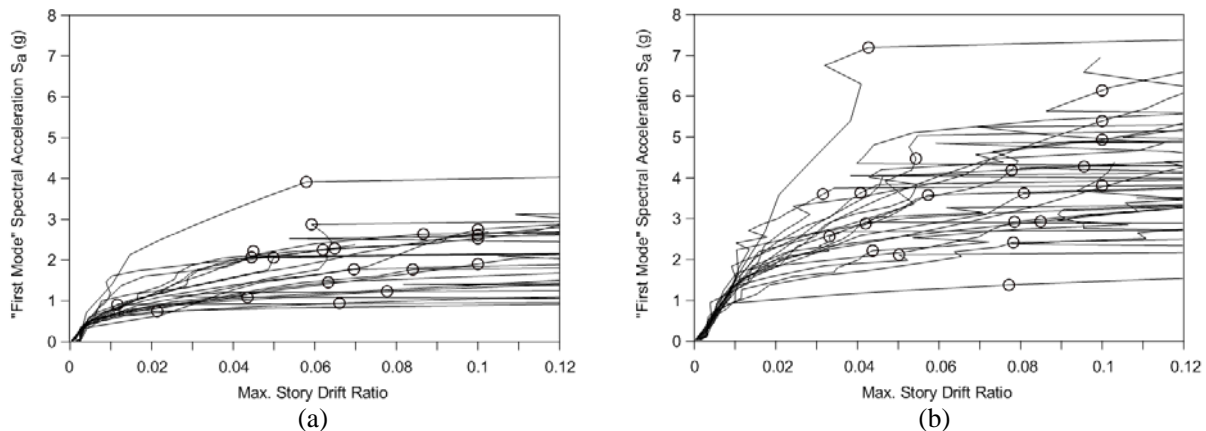 8
7
6
5
4
3
2
1
0
"First Mode" Spectral Acceleration Sa (g)
0 0.02 0.04 0.06 0.08 0.1 0.12
Max. Story Drift Ratio
(a)
8
7
6
5
4
3
2
1
0
"First Mode" Spectral Acceleration Sa (g)
0 0.02 0.04 0.06 0.08 0.1 0.12
Max. Story Drift Ratio
(b)